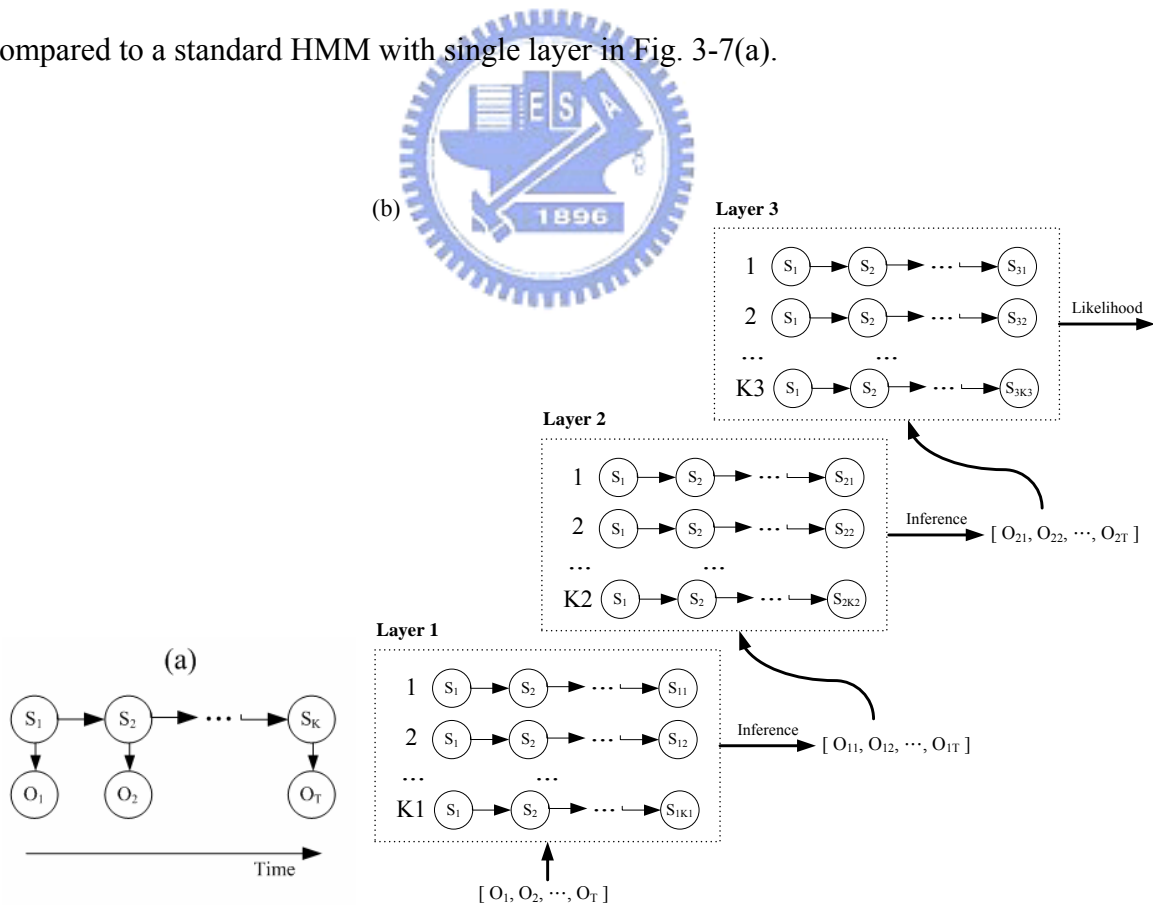 ompared to a standard HMM with single layer in Fig. 3-7(a).
E S A
1896
(b)
Layer 3
1 S1 S2 ··· S31
2 S1 S2 ··· S32
··· ···
K3 S1 S2 ··· S3K3
Likelihood
Layer 2
1 S1 S2 ··· S21
2 S1 S2 ··· S22
··· ···
K2 S1 S2 ··· S2K2
Inference
[ O21, O22, ···, O2T ]
Layer 1
1 S1 S2 ··· S11
2 S1 S2 ··· S12
··· ···
K1 S1 S2 ··· S1K1
Inference
[ O11, O12, ···, O1T ]
[ O1, O2, ···, OT ]
(a)
S1 S2 ··· SK
O1 O2 OT
Time